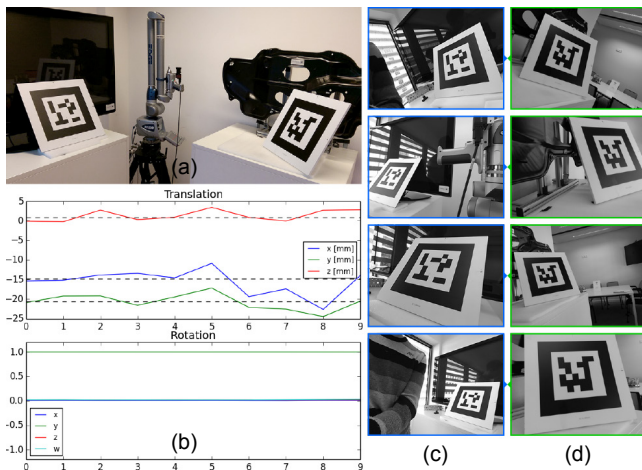 (a)
Translation
5
0
−5
−10
−15
−20
−25
x [mm]
y [mm]
z [mm]
0 1 2 3 4 5 6 7 8 9
Rotation
1.0
0.5
0.0
−0.5
−1.0
x
y
z
w
(b)
0 1 2 3 4 5 6 7 8 9
(c) (d)